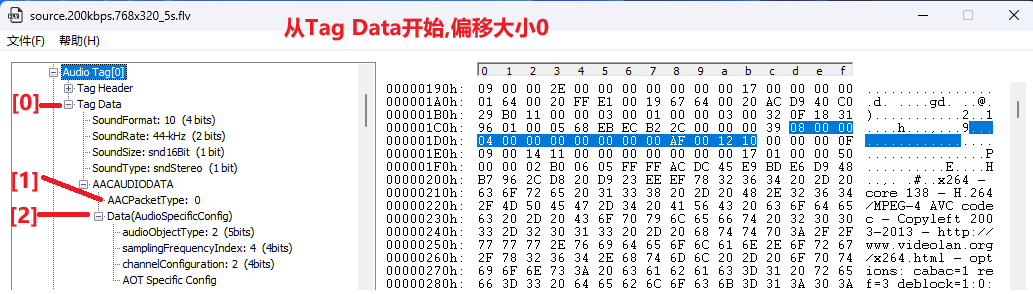 source.200kbps.768x320_5s.flv
从Tag Data开始,偏移大小0
文件(F) 帮助(H)
Audio Tag[0]
Tag Header
[0]
Tag Data
SoundFormat: 10 (4 bits)
SoundRate: 44-kHz (2 bits)
SoundSize: snd16Bit (1 bit)
SoundType: sndStereo (1 bit)
AACAUDIODATA
[1]
AACPacketType: 0
[2]
Data(AudioSpecificConfig)
audioObjectType: 2 (5bits)
samplingFrequencyIndex: 4 (4bits)
channelConfiguration: 2 (4bits)
AOT Specific Config
0 1 2 3 4 5 6 7 8 9 a b c d e f
00000190h: 09 00 00 2E 00 00 00 00 00 00 00 17 00 00 00 00 ................
000001A0h: 01 64 00 20 FF E1 00 19 67 64 00 20 AC D9 40 C0 .d. ....gd. ..@.
000001B0h: 29 B0 11 00 00 03 00 01 00 00 03 00 32 0F 18 31 )...........2..1
000001C0h: 96 01 00 05 68 EB EC B2 2C 00 00 00 39 08 00 00 ....h...,...9...
000001D0h: 04 00 00 00 00 00 00 00 AF 00 12 10 00 00 00 0F ................
000001E0h: 09 00 14 11 00 00 00 00 00 00 00 17 01 00 00 50 ...............P
000001F0h: 00 00 02 B0 06 05 FF FF AC DC 45 E9 BD E6 D9 48 ..........E....H
00000200h: B7 96 2C D8 20 D9 23 EE EF 78 32 36 34 20 2D 20 ..,. .#..x264 -
00000210h: 63 6F 72 65 20 31 33 38 20 2D 20 48 2E 32 36 34 core 138 - H.264
00000220h: 2F 4D 50 45 47 2D 34 20 41 56 43 20 63 6F 64 65 /MPEG-4 AVC code
00000230h: 63 20 2D 20 43 6F 70 79 6C 65 66 74 20 32 30 30 c - Copyleft 200
00000240h: 33 2D 32 30 31 33 20 2D 20 68 74 74 70 3A 2F 2F 3-2013 - http://
00000250h: 77 77 77 2E 76 69 64 65 6F 6C 61 6E 2E 6F 72 67 www.videolan.org
00000260h: 2F 78 32 36 34 2E 68 74 6D 6C 20 2D 20 6F 70 74 /x264.html - opt
00000270h: 69 6F 6E 73 3A 20 63 61 62 61 63 3D 31 20 72 65 ions: cabac=1 re
00000280h: 66 3D 33 20 64 65 62 6C 6F 63 6B 3D 31 3A 30 3A f=3 deblock=1:0: